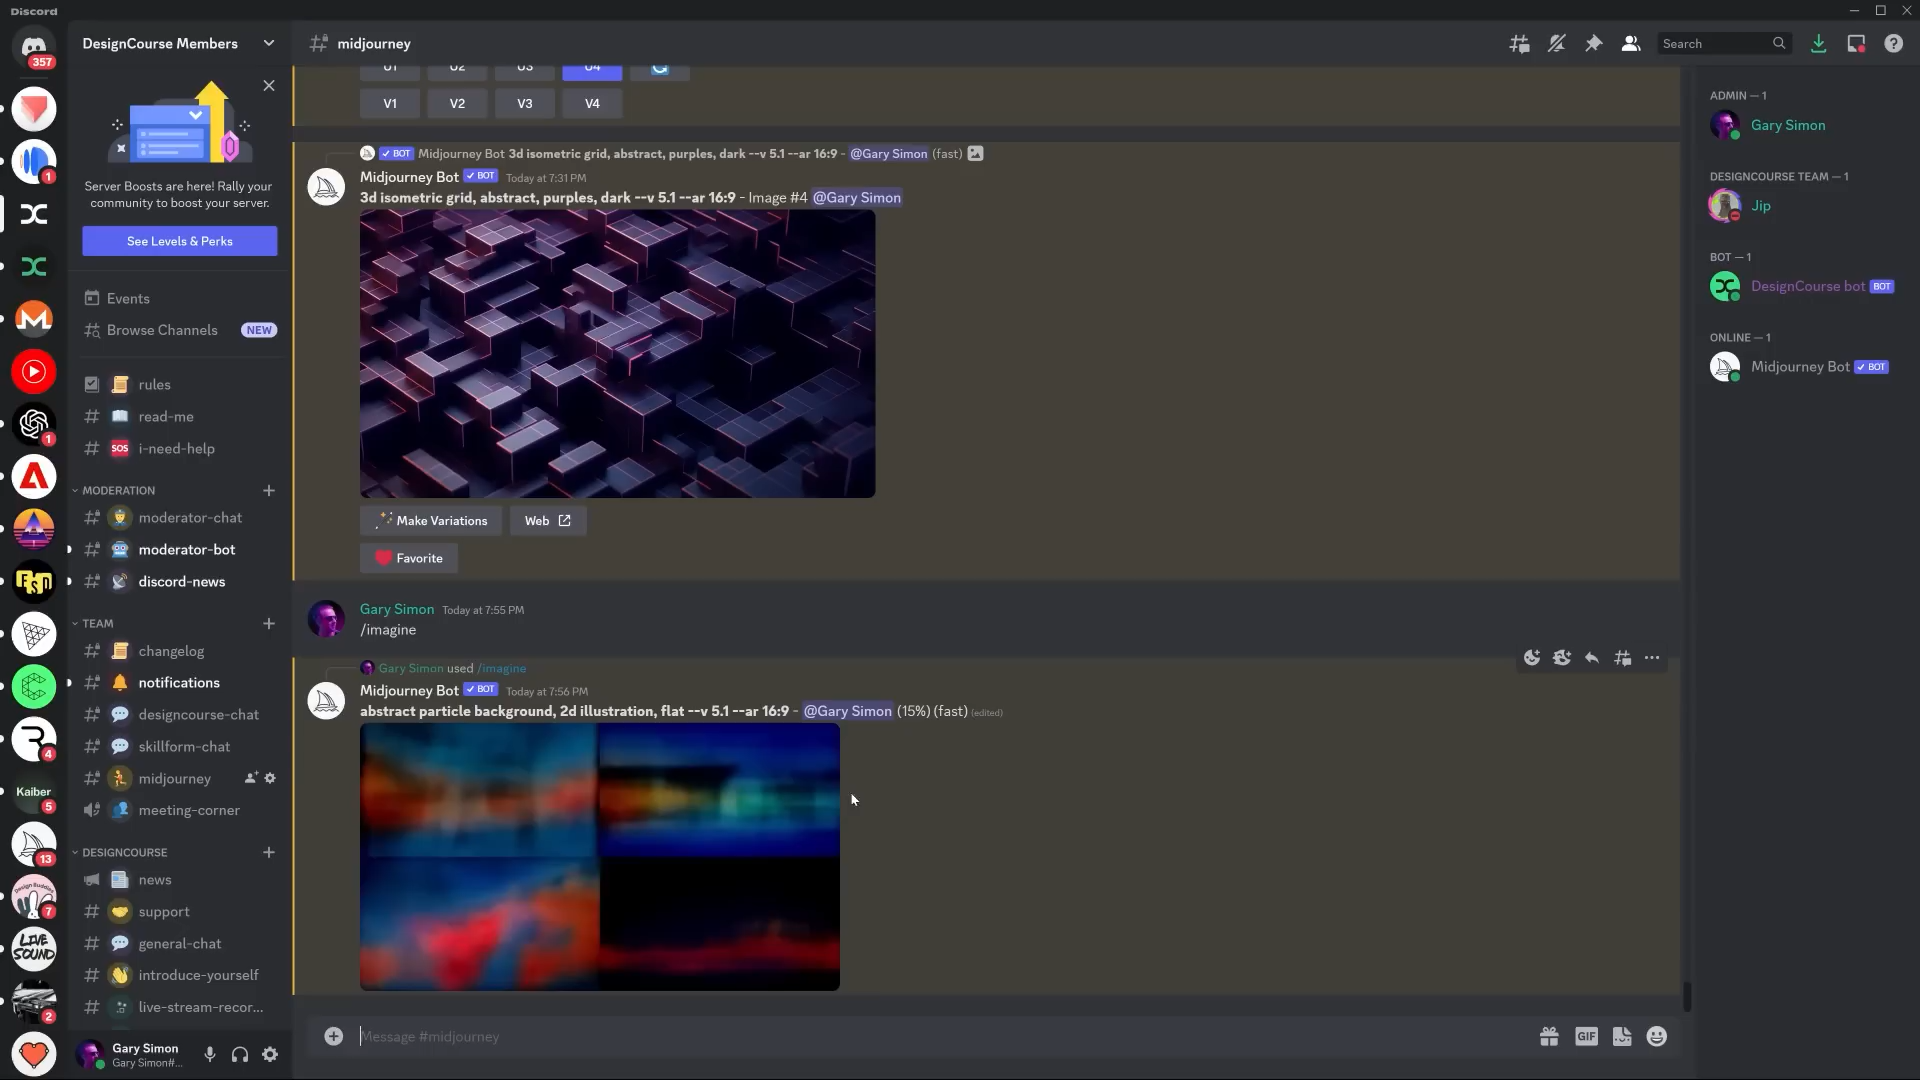 Discord
357
1
1
4
Kaiber
5
13
7
LIVE
SOUND
2
DesignCourse Members
Server Boosts are here! Rally your
community to boost your server.
See Levels & Perks
Events
Browse Channels NEW
rules
read-me
SOS i-need-help
MODERATION
moderator-chat
moderator-bot
discord-news
TEAM
changelog
notifications
designcourse-chat
skillform-chat
midjourney
meeting-corner
DESIGNCOURSE
news
support
general-chat
introduce-yourself
live-stream-recor...
Gary Simon
Gary Simon#...
midjourney
Search
U1 U2 U3 U4
V1 V2 V3 V4
BOT Midjourney Bot 3d isometric grid, abstract, purples, dark --v 5.1 --ar 16:9 - @Gary Simon (fast)
Midjourney Bot BOT Today at 7:31 PM
3d isometric grid, abstract, purples, dark --v 5.1 --ar 16:9 - Image #4 @Gary Simon
Make Variations Web
Favorite
Gary Simon Today at 7:55 PM
/imagine
Gary Simon used /imagine
Midjourney Bot BOT Today at 7:56 PM
abstract particle background, 2d illustration, flat --v 5.1 --ar 16:9 - @Gary Simon (15%) (fast) (edited)
Message #midjourney
GIF
ADMIN — 1
Gary Simon
DESIGNCOURSE TEAM — 1
Jip
BOT — 1
DesignCourse bot BOT
ONLINE — 1
Midjourney Bot BOT